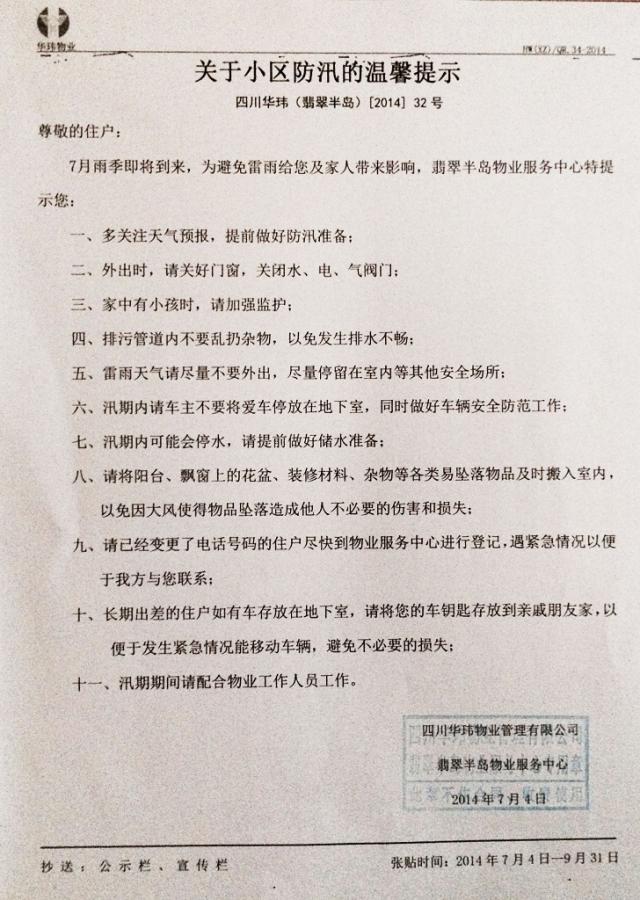 华玮物业
HW(XZ)/QR.34-2014
关于小区防汛的温馨提示
四川华玮（翡翠半岛）[2014] 32 号
尊敬的住户：
7月雨季即将到来，为避免雷雨给您及家人带来影响，翡翠半岛物业服务中心特提
示您：
一、多关注天气预报，提前做好防汛准备；
二、外出时，请关好门窗，关闭水、电、气阀门；
三、家中有小孩时，请加强监护；
四、排污管道内不要乱扔杂物，以免发生排水不畅；
五、雷雨天气请尽量不要外出，尽量停留在室内等其他安全场所；
六、汛期内请车主不要将爱车停放在地下室，同时做好车辆安全防范工作；
七、汛期内可能会停水，请提前做好储水准备；
八、请将阳台、飘窗上的花盆、装修材料、杂物等各类易坠落物品及时搬入室内，
以免因大风使得物品坠落造成他人不必要的伤害和损失；
九、请已经变更了电话号码的住户尽快到物业服务中心进行登记，遇紧急情况以便
于我方与您联系；
十、长期出差的住户如有车存放在地下室，请将您的车钥匙存放到亲戚朋友家，以
便于发生紧急情况能移动车辆，避免不必要的损失；
十一、汛期期间请配合物业工作人员工作。
四川华玮物业管理有限公司
翡翠半岛物业服务中心
2014年7月4日
抄送：公示栏、宣传栏
张贴时间：2014年7月4日—9月31日